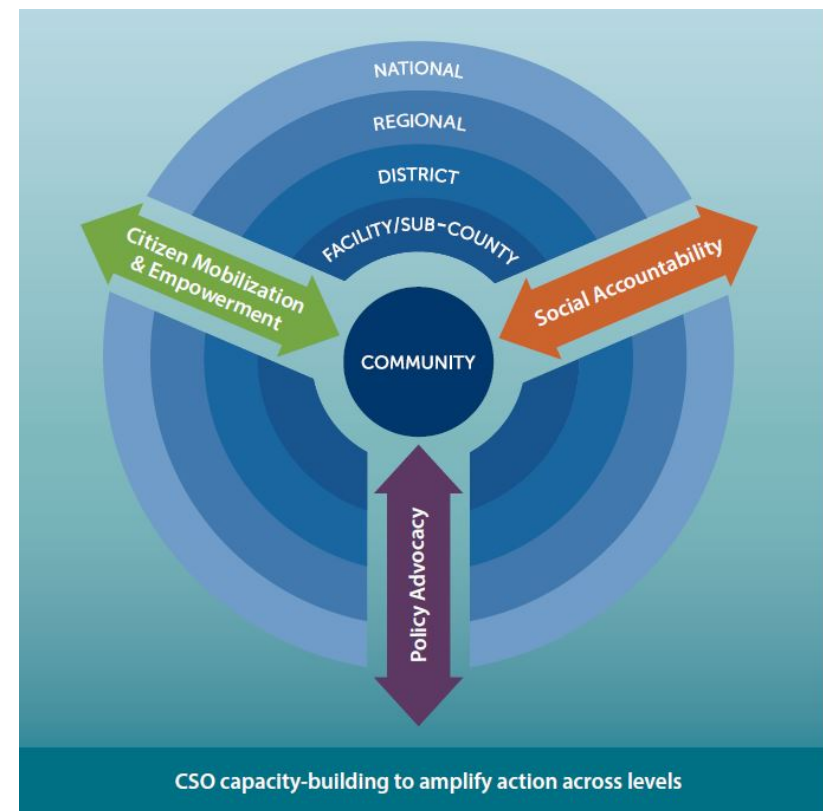 NATIONAL
REGIONAL
DISTRICT
FACILITY/SUB-COUNTY
Citizen Mobilization
& Empowerment
Social Accountability
COMMUNITY
Policy Advocacy
CSO capacity-building to amplify action across levels